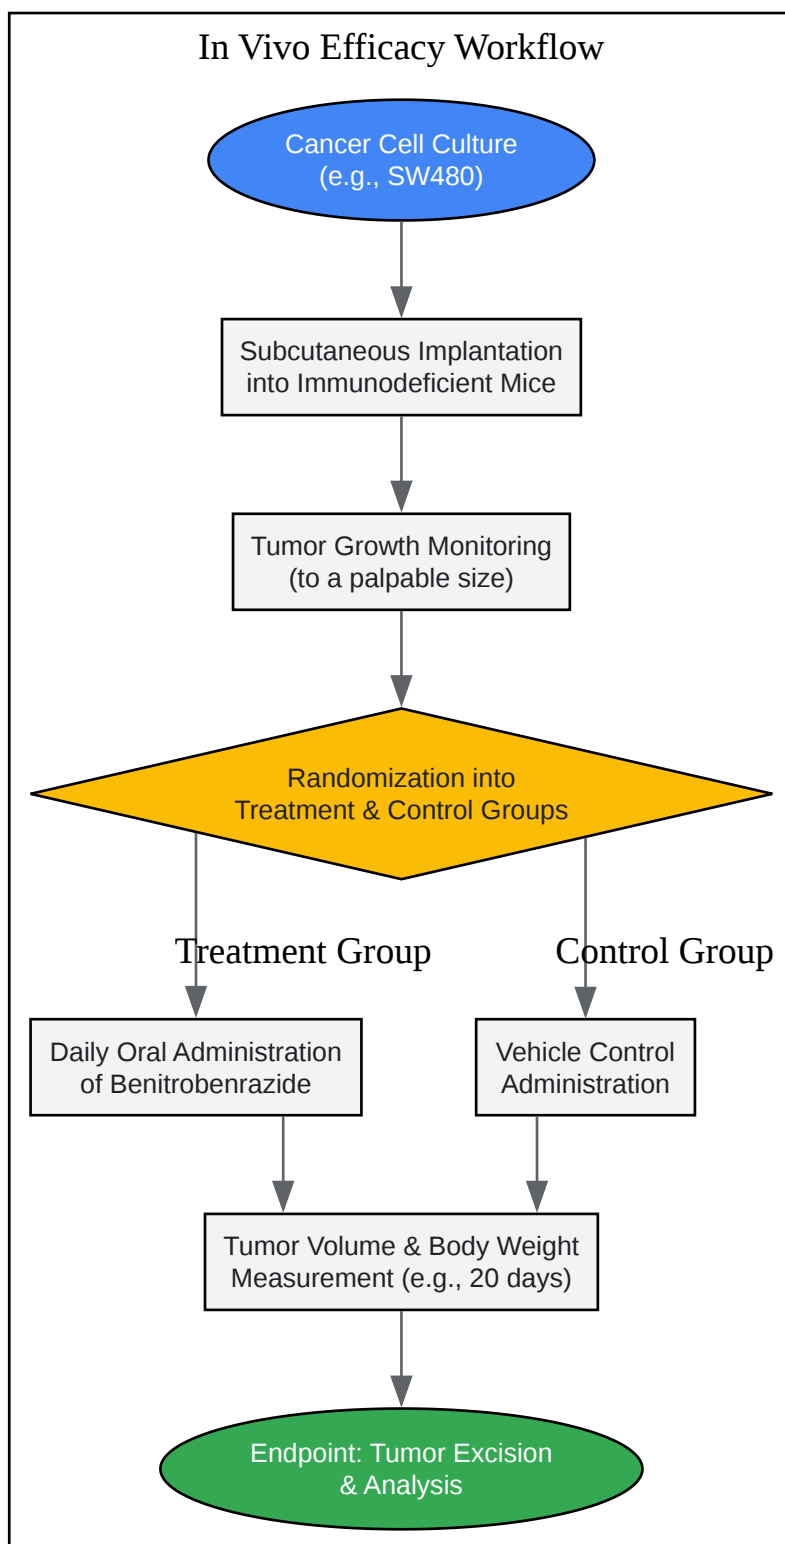 In Vivo Efficacy Workflow
Cancer Cell Culture
(e.g., SW480)
Subcutaneous Implantation
into Immunodeficient Mice
Tumor Growth Monitoring
(to a palpable size)
Randomization into
Treatment & Control Groups
Treatment Group
Control Group
Daily Oral Administration
of Benitrobenrazide
Vehicle Control
Administration
Tumor Volume & Body Weight
Measurement (e.g., 20 days)
Endpoint: Tumor Excision
& Analysis